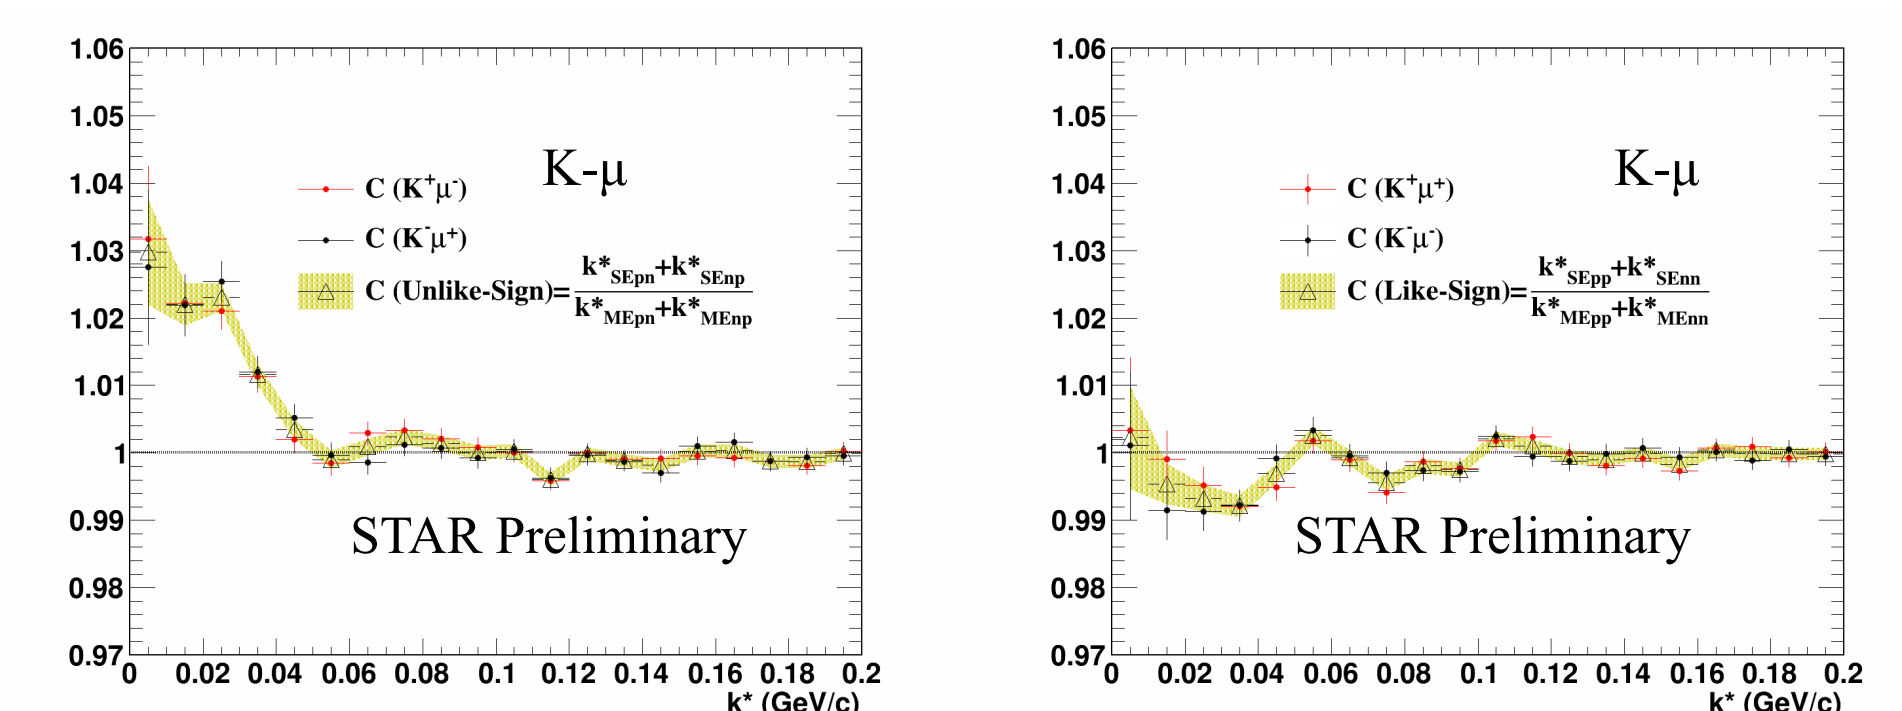 1.06
1.05
1.04
1.03
1.02
1.01
1
0.99
0.98
0.97
K-μ
C (K⁺μ⁻)
C (K⁻μ⁺)
C (Unlike-Sign)= k*SEpn+k*SEnp
k*MEpn+k*MEnp
STAR Preliminary
0 0.02 0.04 0.06 0.08 0.1 0.12 0.14 0.16 0.18 0.2
k* (GeV/c)
1.06
1.05
1.04
1.03
1.02
1.01
1
0.99
0.98
0.97
K-μ
C (K⁺μ⁺)
C (K⁻μ⁻)
C (Like-Sign)= k*SEpp+k*SEnn
k*MEpp+k*MEnn
STAR Preliminary
0 0.02 0.04 0.06 0.08 0.1 0.12 0.14 0.16 0.18 0.2
k* (GeV/c)